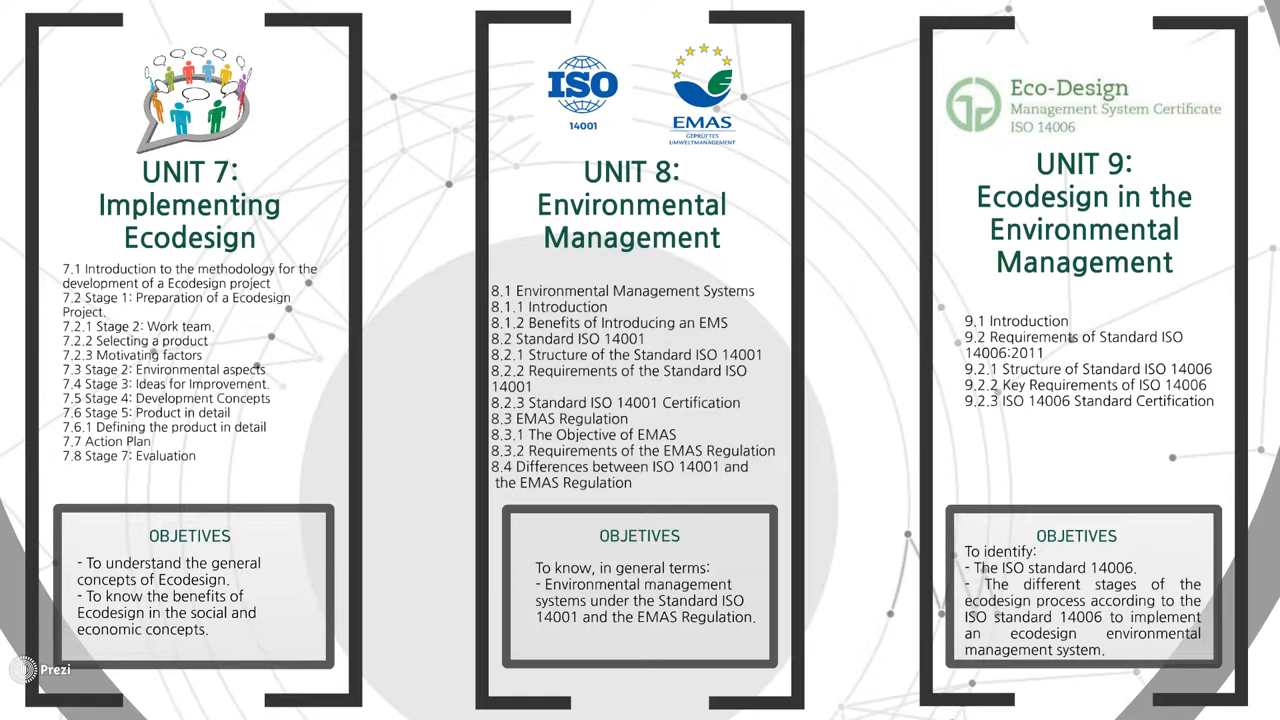 UNIT 7:
Implementing
Ecodesign
7.1 Introduction to the methodology for the
development of a Ecodesign project
7.2 Stage 1: Preparation of a Ecodesign
Project.
7.2.1 Stage 2: Work team.
7.2.2 Selecting a product
7.2.3 Motivating factors
7.3 Stage 2: Environmental aspects
7.4 Stage 3: Ideas for Improvement.
7.5 Stage 4: Development Concepts
7.6 Stage 5: Product in detail
7.6.1 Defining the product in detail
7.7 Action Plan
7.8 Stage 7: Evaluation
OBJETIVES
- To understand the general
concepts of Ecodesign.
- To know the benefits of
Ecodesign in the social and
economic concepts.
Prezi
ISO
14001
EMAS
GEPRÜFTES
UMWELTMANAGEMENT
UNIT 8:
Environmental
Management
8.1 Environmental Management Systems
8.1.1 Introduction
8.1.2 Benefits of Introducing an EMS
8.2 Standard ISO 14001
8.2.1 Structure of the Standard ISO 14001
8.2.2 Requirements of the Standard ISO
14001
8.2.3 Standard ISO 14001 Certification
8.3 EMAS Regulation
8.3.1 The Objective of EMAS
8.3.2 Requirements of the EMAS Regulation
8.4 Differences between ISO 14001 and
the EMAS Regulation
OBJETIVES
To know, in general terms:
- Environmental management
systems under the Standard ISO
14001 and the EMAS Regulation.
Eco-Design
Management System Certificate
ISO 14006
UNIT 9:
Ecodesign in the
Environmental
Management
9.1 Introduction
9.2 Requirements of Standard ISO
14006:2011
9.2.1 Structure of Standard ISO 14006
9.2.2 Key Requirements of ISO 14006
9.2.3 ISO 14006 Standard Certification
OBJETIVES
To identify:
- The ISO standard 14006.
- The different stages of the
ecodesign process according to the
ISO standard 14006 to implement
an ecodesign environmental
management system.